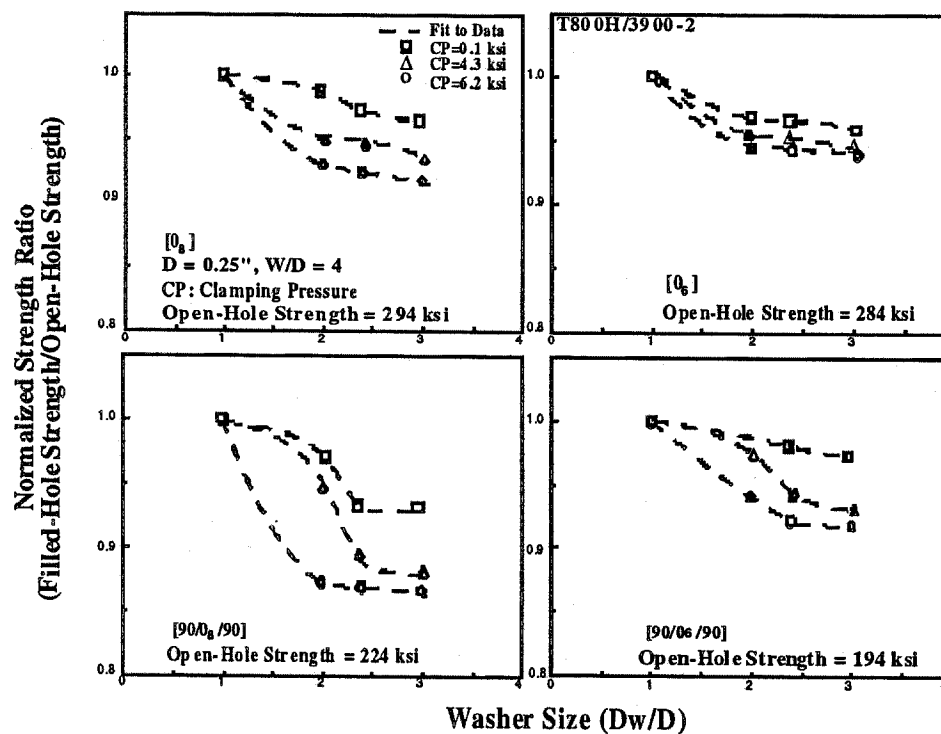 Normalized Strength Ratio
(Filled-Hole Strength/Open-Hole Strength)
Fit to Data
CP=0.1 ksi
CP=4.3 ksi
CP=6.2 ksi
1.0
0.9
0.8
[0₈]
D = 0.25", W/D = 4
CP: Clamping Pressure
Open-Hole Strength = 294 ksi
0 1 2 3 4
T800H/3900-2
1.0
0.9
0.8
[0₆]
Open-Hole Strength = 284 ksi
0 1 2 3
1.0
0.9
0.8
[90/0₈/90]
Open-Hole Strength = 224 ksi
0 1 2 3 4
1.0
0.9
0.8
[90/06/90]
Open-Hole Strength = 194 ksi
0 1 2 3
Washer Size (Dw/D)